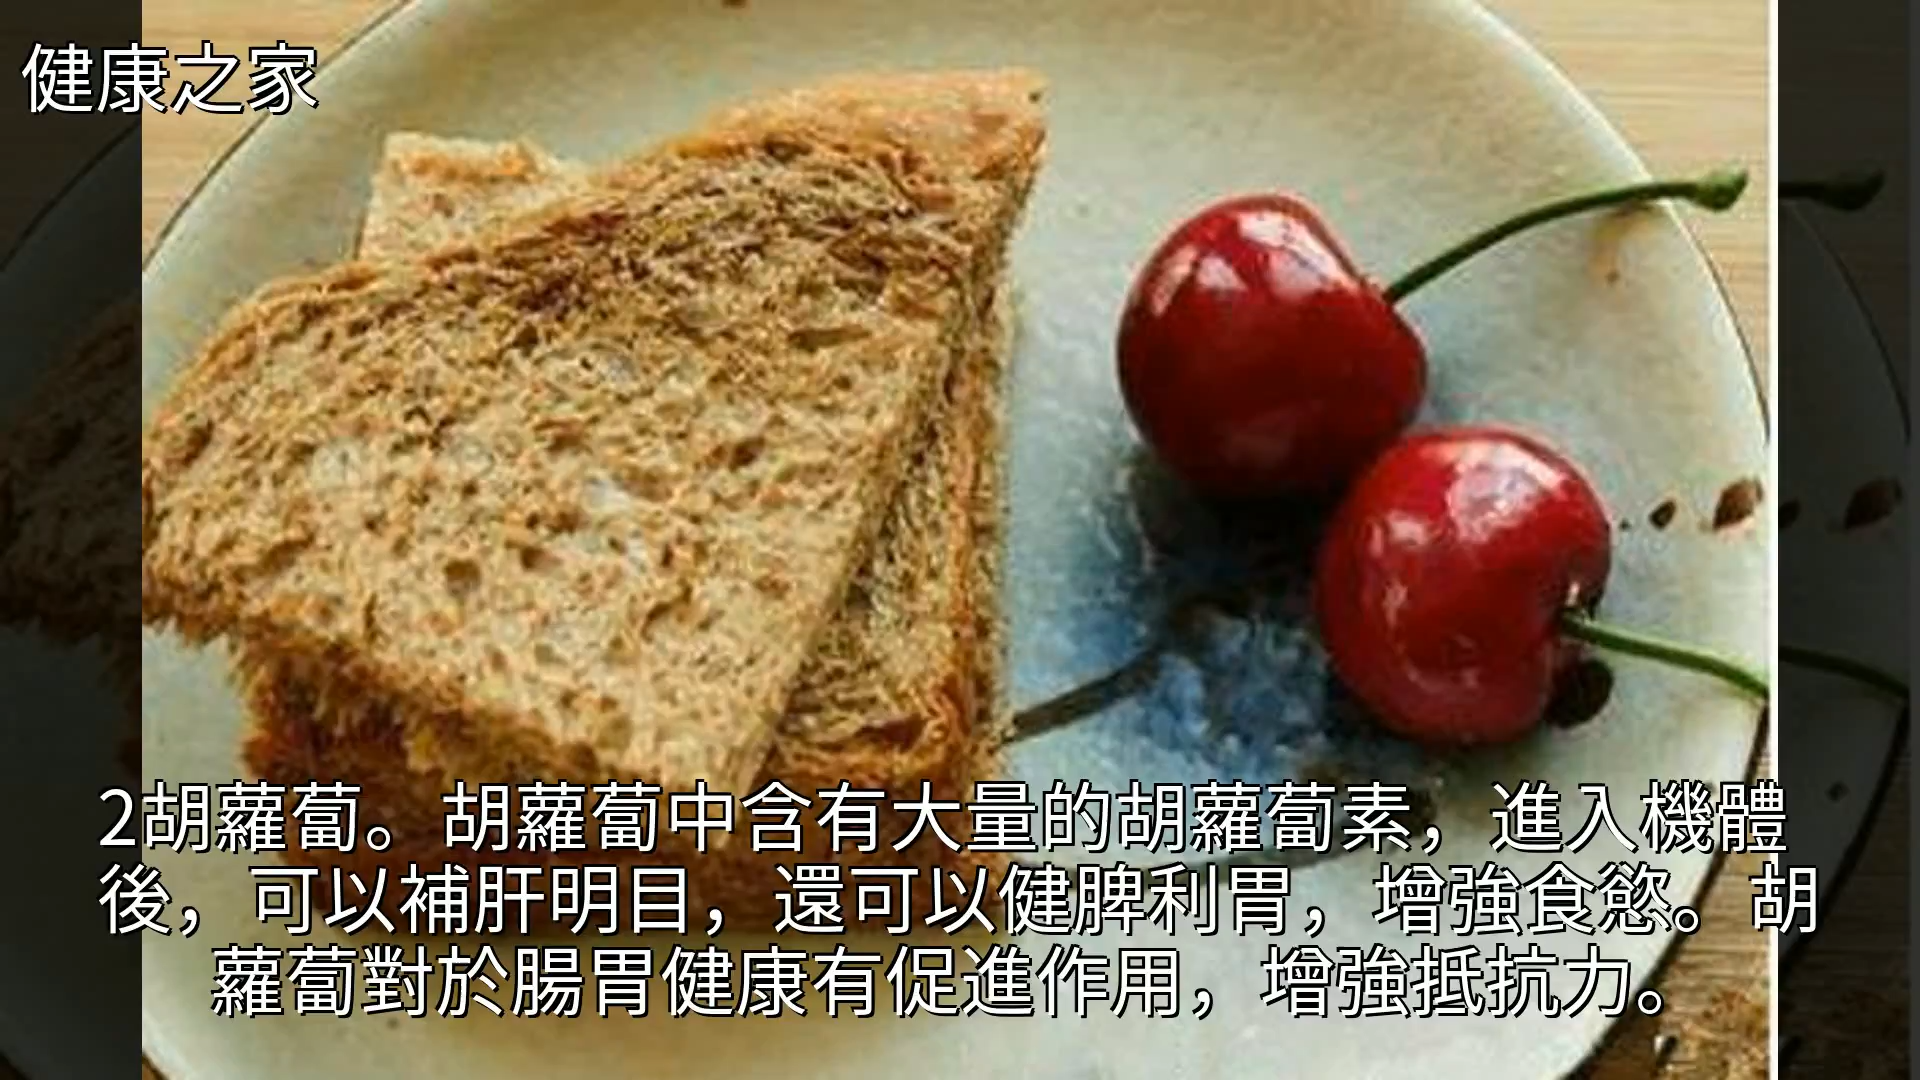 健康之家
2胡蘿蔔。胡蘿蔔中含有大量的胡蘿蔔素，進入機體
後，可以補肝明目，還可以健脾利胃，增強食慾。胡
蘿蔔對於腸胃健康有促進作用，增強抵抗力。